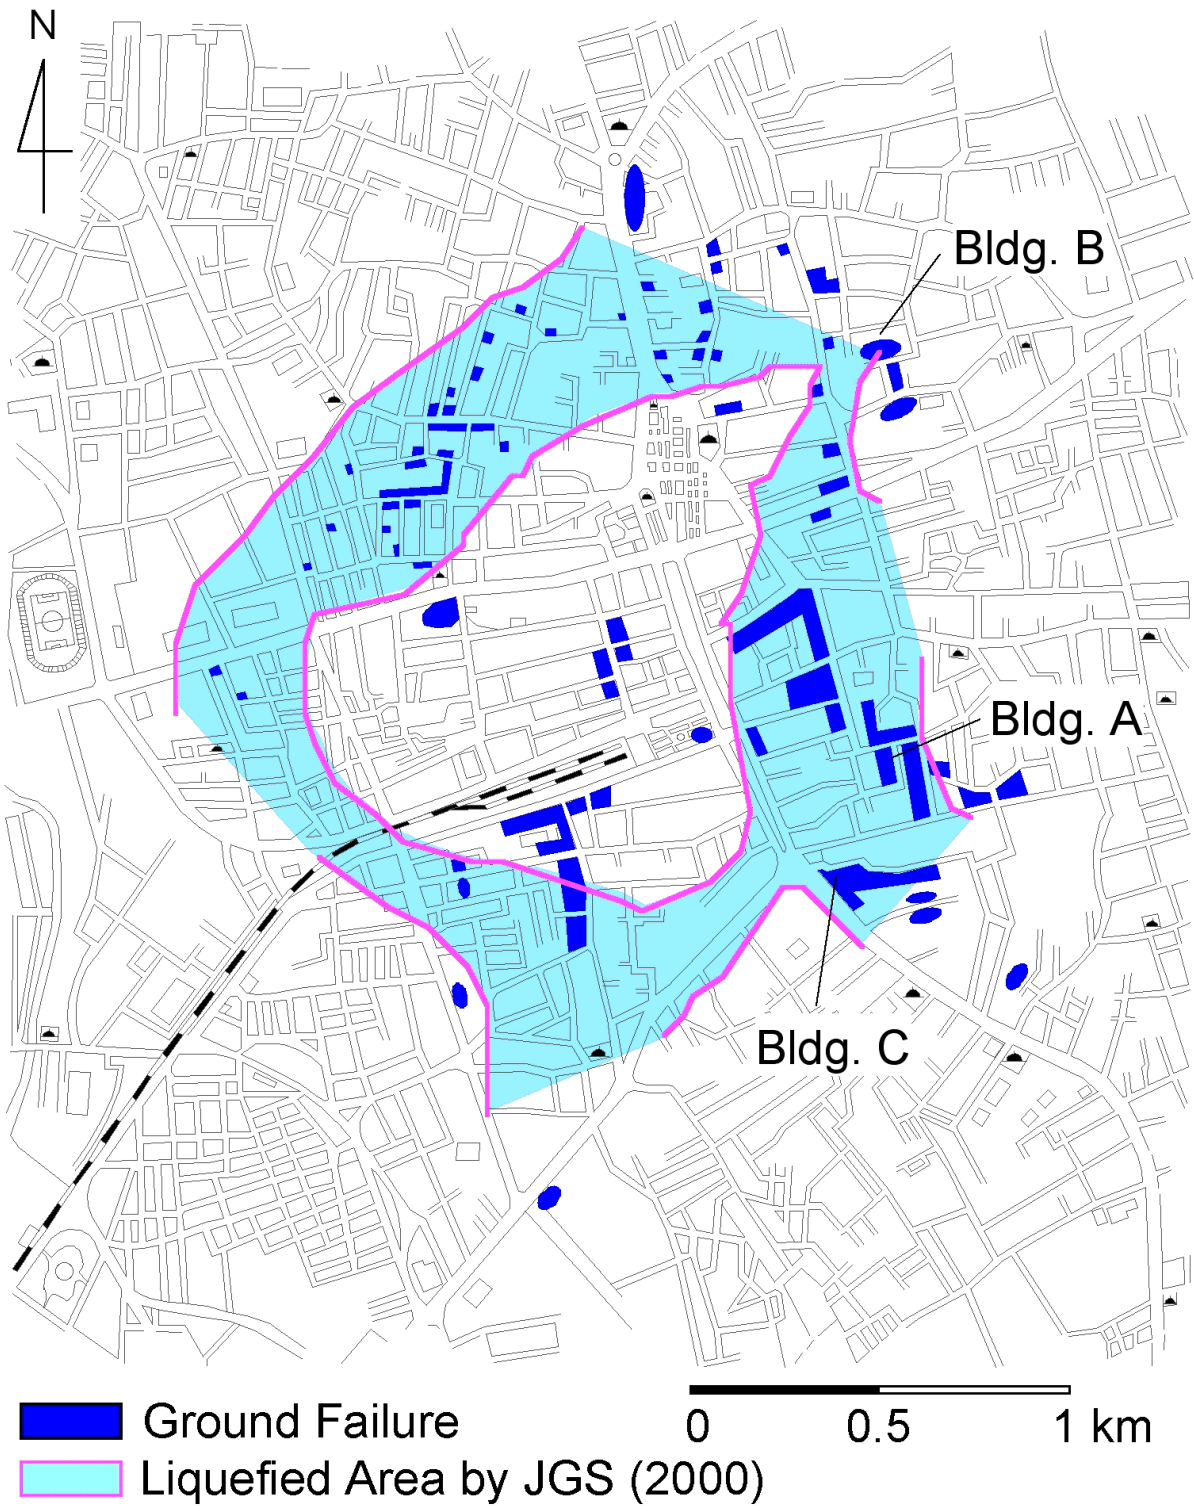 N
Bldg. B
Bldg. A
Bldg. C
Ground Failure
0 0.5 1 km
Liquefied Area by JGS (2000)